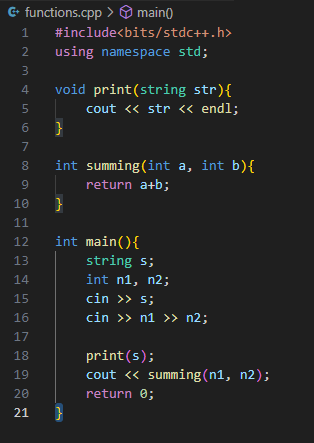 functions.cpp > main()
1 #include<bits/stdc++.h>
2 using namespace std;
3
4 void print(string str){
5     cout << str << endl;
6 }
7
8 int summing(int a, int b){
9     return a+b;
10 }
11
12 int main(){
13     string s;
14     int n1, n2;
15     cin >> s;
16     cin >> n1 >> n2;
17
18     print(s);
19     cout << summing(n1, n2);
20     return 0;
21 }